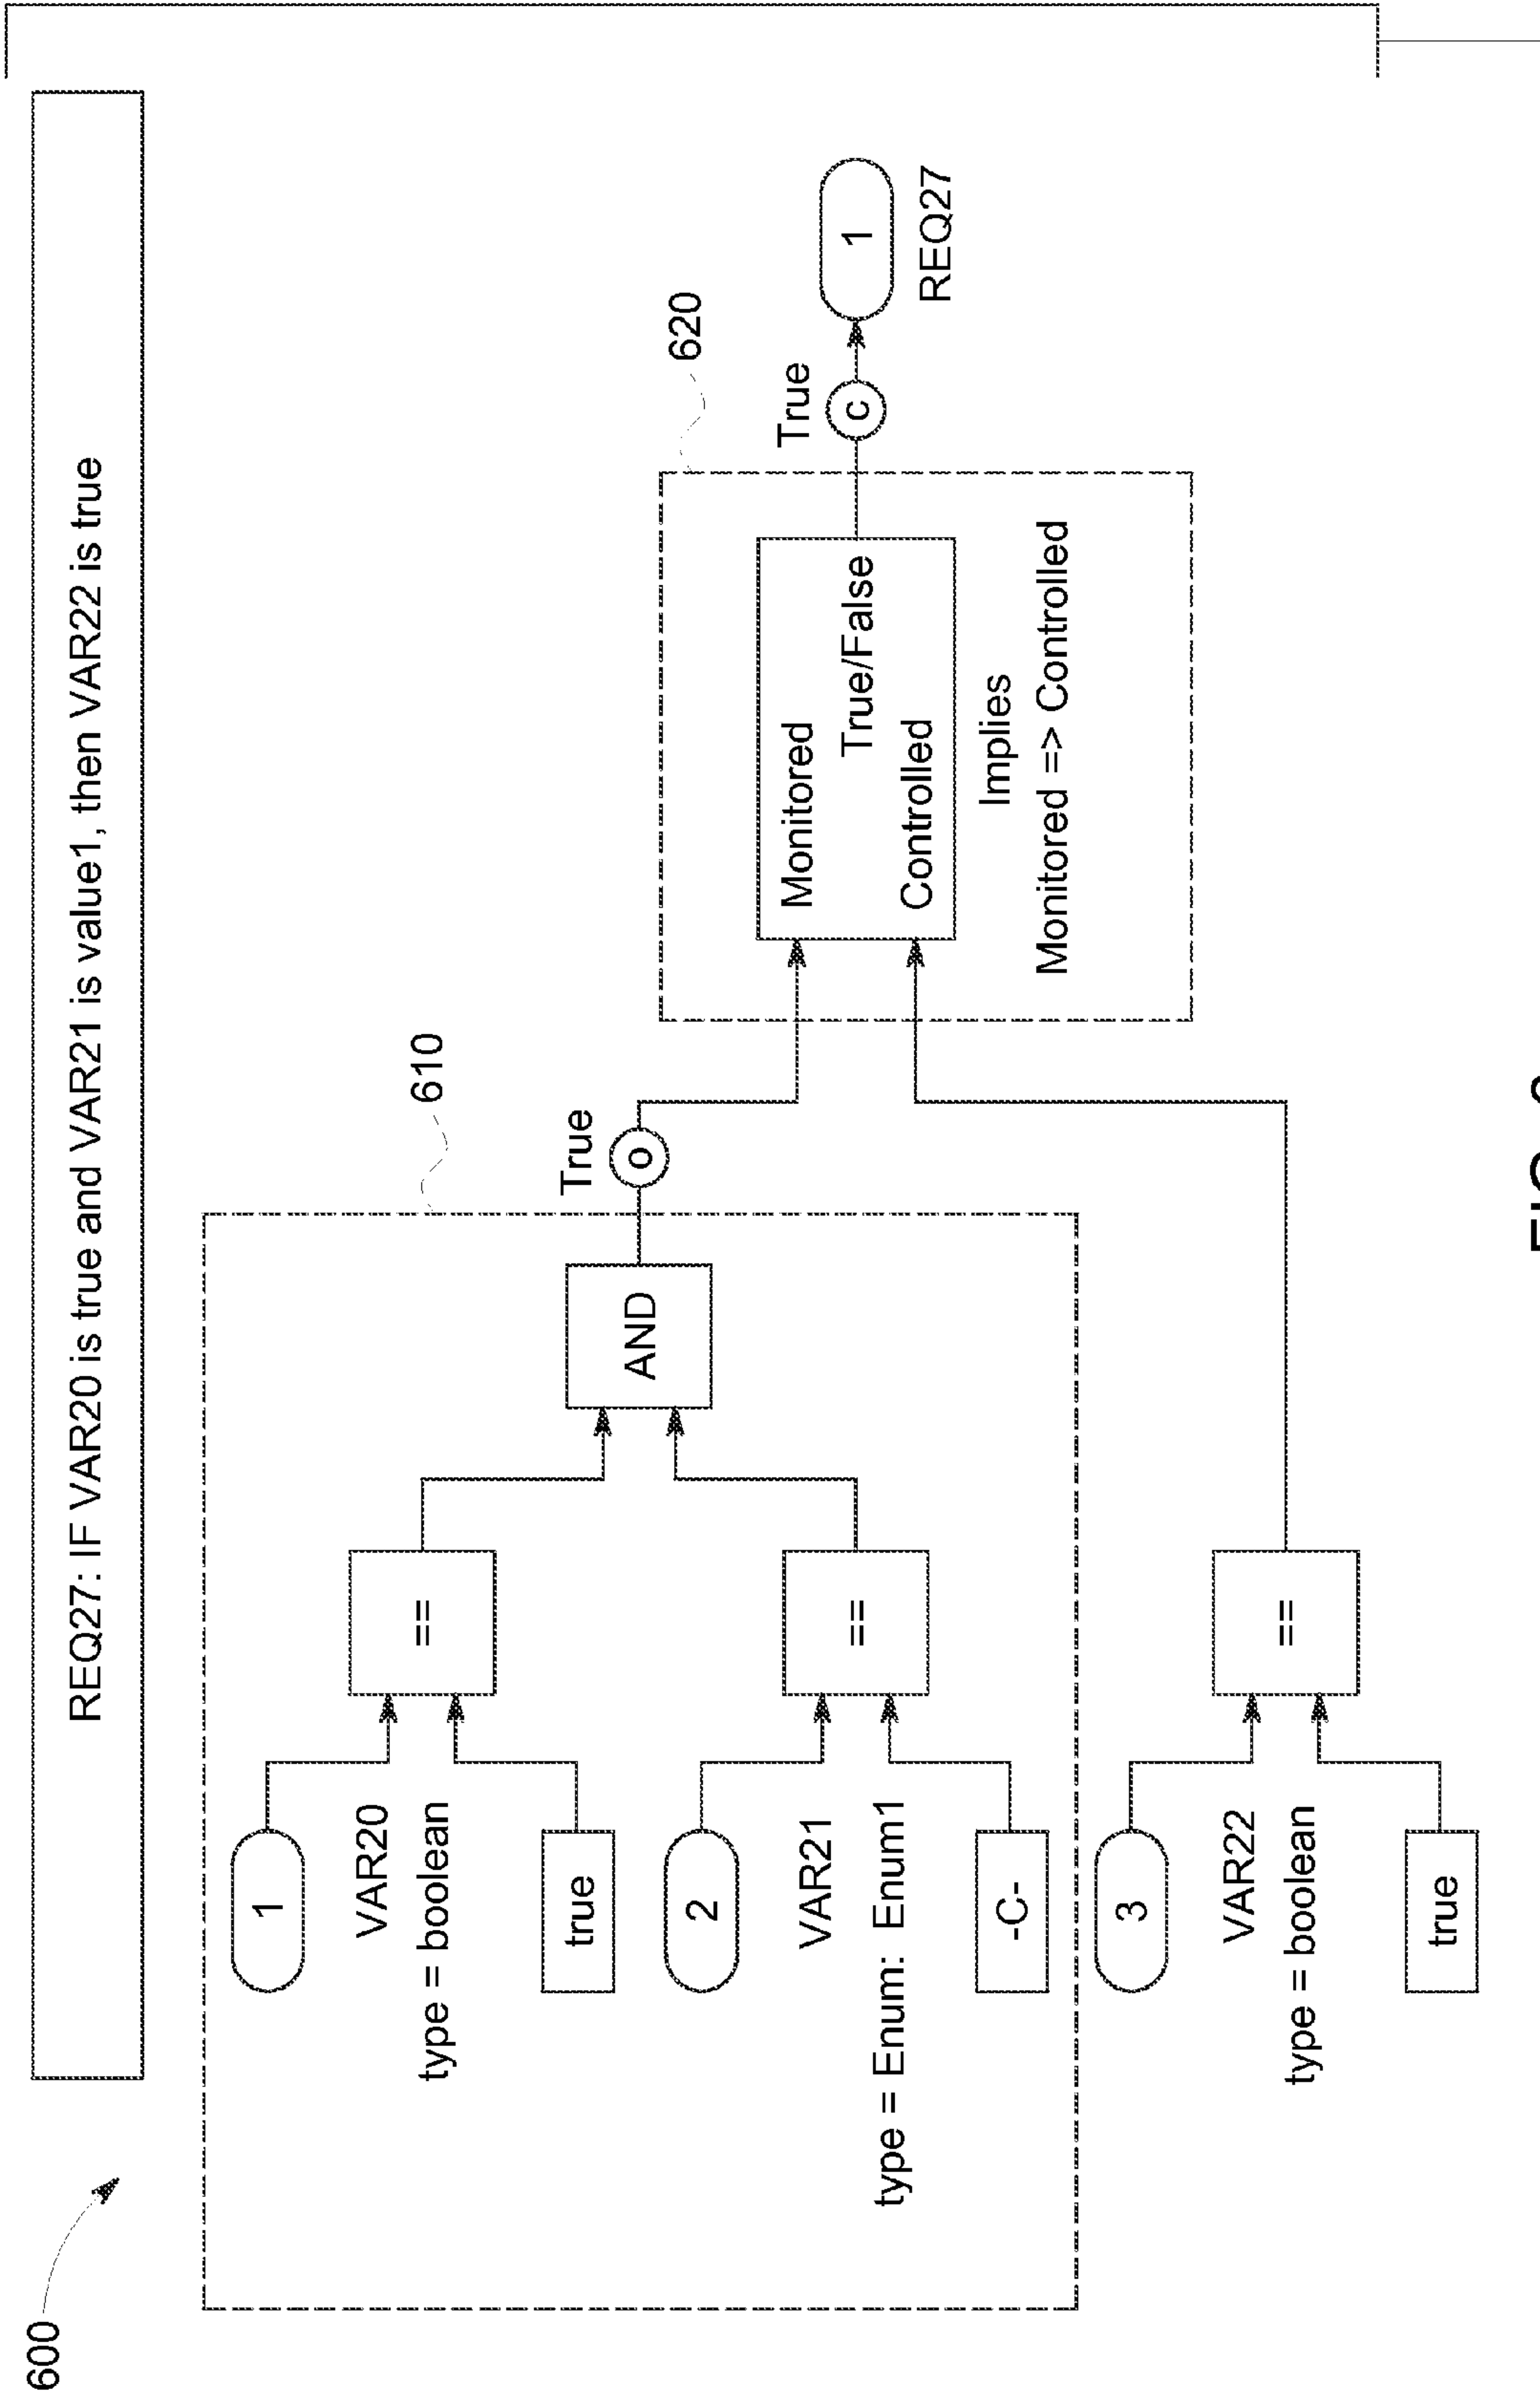 600
REQ27: IF VAR20 is true and VAR21 is value1, then VAR22 is true
610
1
VAR20
type = boolean
true
==
2
VAR21
type = Enum: Enum1
-C-
==
AND
True
o
3
VAR22
type = boolean
true
==
620
Monitored
True/False
Controlled
Implies
Monitored => Controlled
True
c
1
REQ27